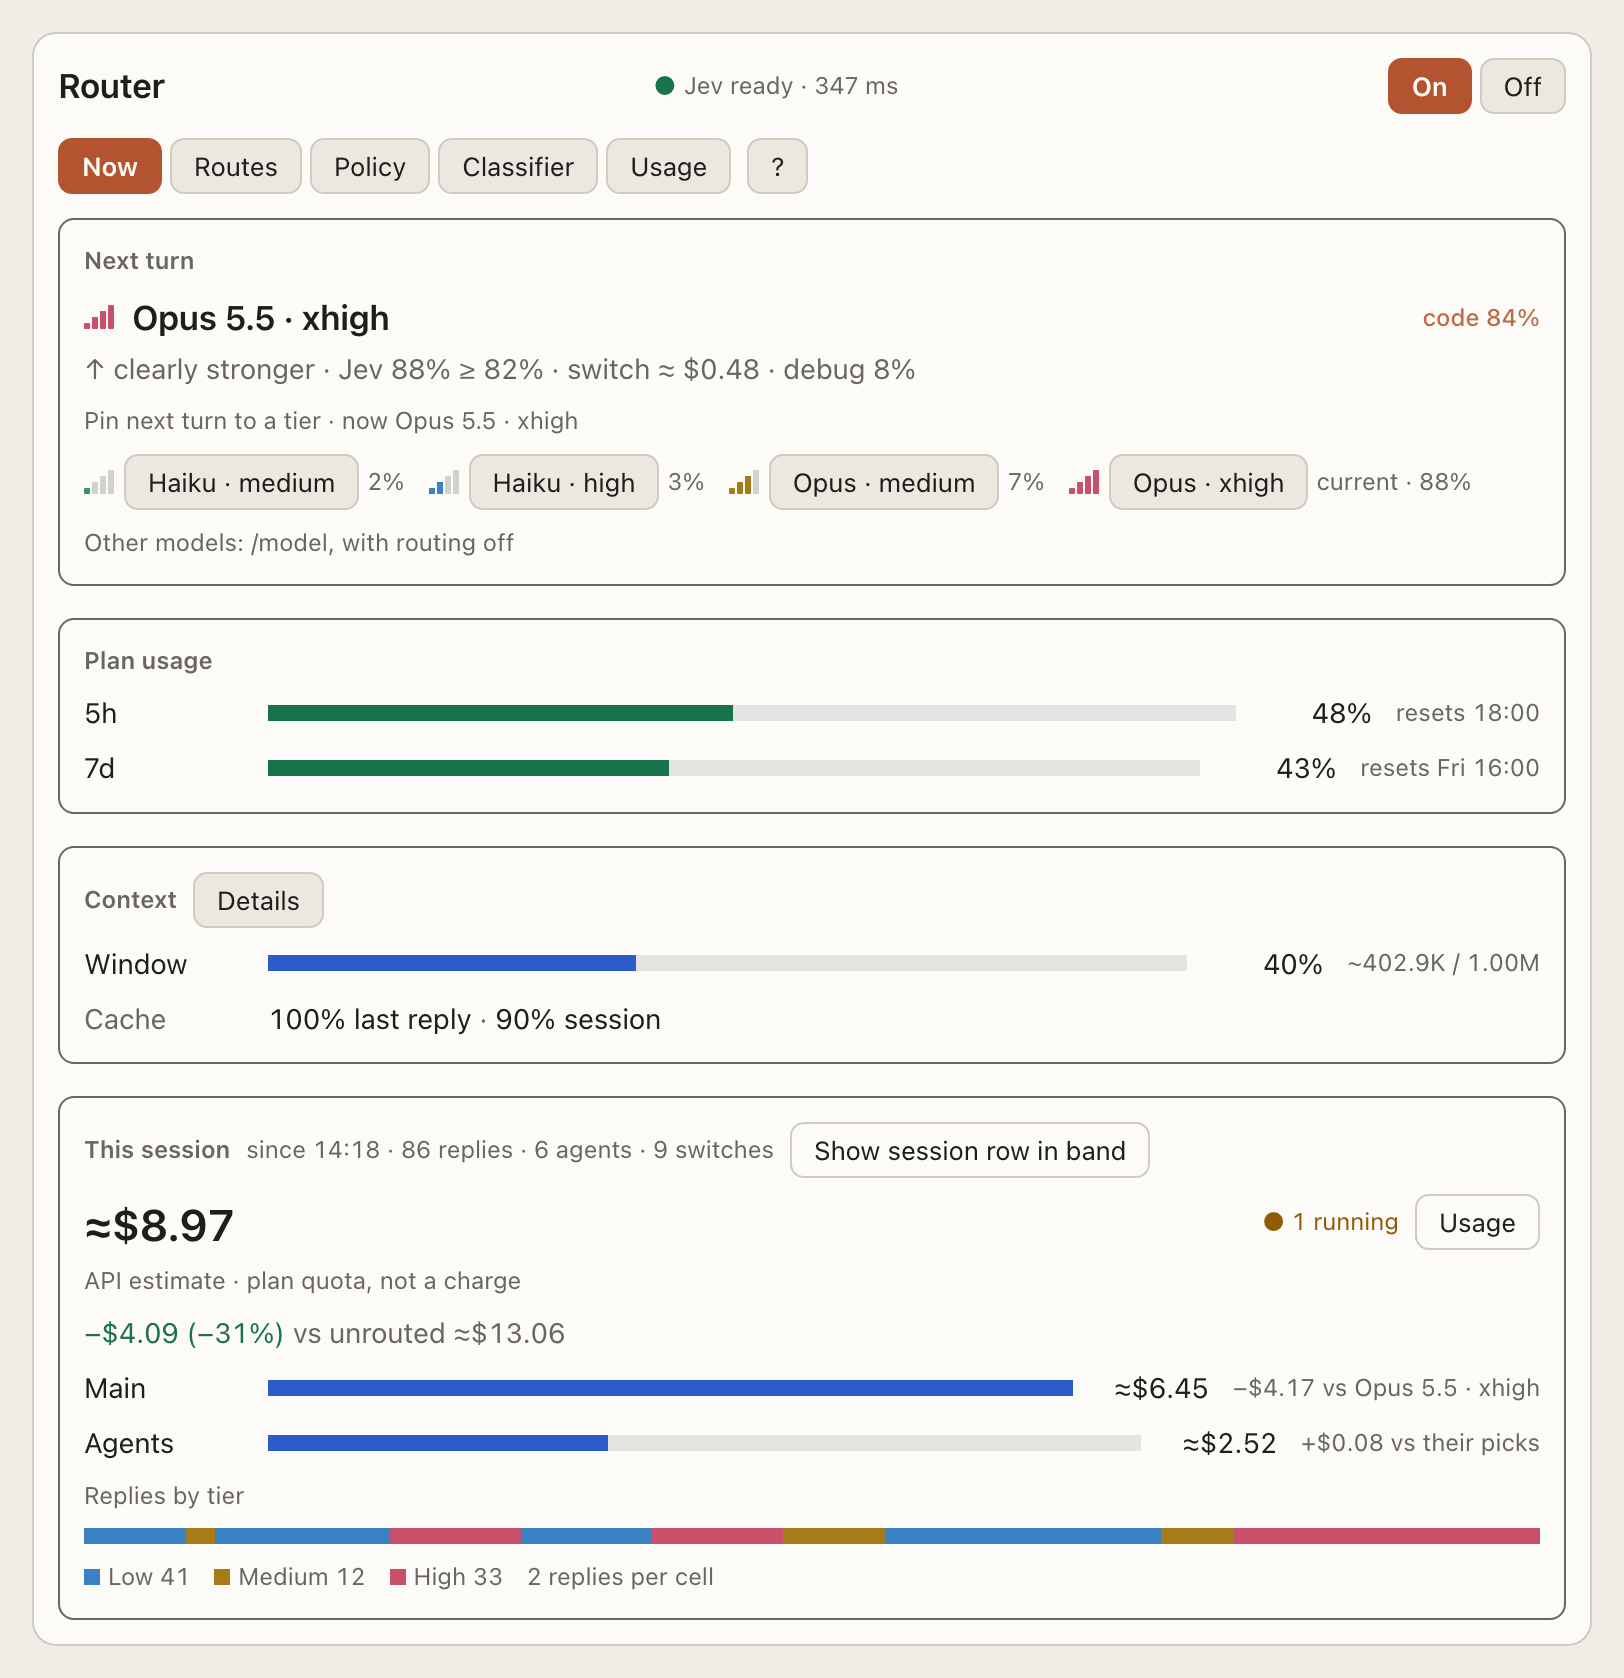 Router
Jev ready · 347 ms
On Off
Now Routes Policy Classifier Usage ?
Next turn
Opus 5.5 · xhigh
code 84%
↑ clearly stronger · Jev 88% ≥ 82% · switch ≈ $0.48 · debug 8%
Pin next turn to a tier · now Opus 5.5 · xhigh
Haiku · medium 2% Haiku · high 3% Opus · medium 7% Opus · xhigh current · 88%
Other models: /model, with routing off
Plan usage
5h 48% resets 18:00
7d 43% resets Fri 16:00
Context Details
Window 40% ~402.9K / 1.00M
Cache 100% last reply · 90% session
This session since 14:18 · 86 replies · 6 agents · 9 switches Show session row in band
≈$8.97
1 running Usage
API estimate · plan quota, not a charge
−$4.09 (−31%) vs unrouted ≈$13.06
Main ≈$6.45 −$4.17 vs Opus 5.5 · xhigh
Agents ≈$2.52 +$0.08 vs their picks
Replies by tier
Low 41 Medium 12 High 33 2 replies per cell